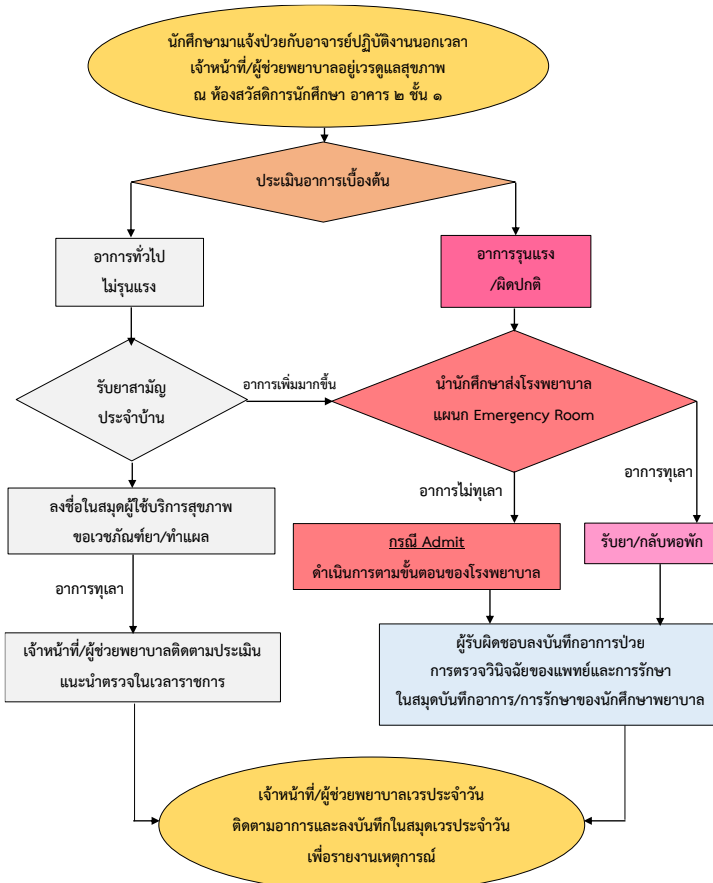 นักศึกษามาแจ้งป่วยกับอาจารย์ปฏิบัติงานนอกเวลา
เจ้าหน้าที่/ผู้ช่วยพยาบาลอยู่เวรดูแลสุขภาพ
ณ ห้องสวัสดิการนักศึกษา อาคาร ๒ ชั้น ๑
ประเมินอาการเบื้องต้น
อาการทั่วไป
ไม่รุนแรง
อาการรุนแรง
/ผิดปกติ
รับยาสามัญ
ประจำบ้าน
อาการเพิ่มมากขึ้น
นำนักศึกษาส่งโรงพยาบาล
แผนก Emergency Room
อาการไม่ทุเลา
อาการทุเลา
ลงชื่อในสมุดผู้ใช้บริการสุขภาพ
ขอเวชภัณฑ์ยา/ทำแผล
กรณี Admit
ดำเนินการตามขั้นตอนของโรงพยาบาล
รับยา/กลับหอพัก
อาการทุเลา
เจ้าหน้าที่/ผู้ช่วยพยาบาลติดตามประเมิน
แนะนำตรวจในเวลาราชการ
ผู้รับผิดชอบลงบันทึกอาการป่วย
การตรวจวินิจฉัยของแพทย์และการรักษา
ในสมุดบันทึกอาการ/การรักษาของนักศึกษาพยาบาล
เจ้าหน้าที่/ผู้ช่วยพยาบาลเวรประจำวัน
ติดตามอาการและลงบันทึกในสมุดเวรประจำวัน
เพื่อรายงานเหตุการณ์